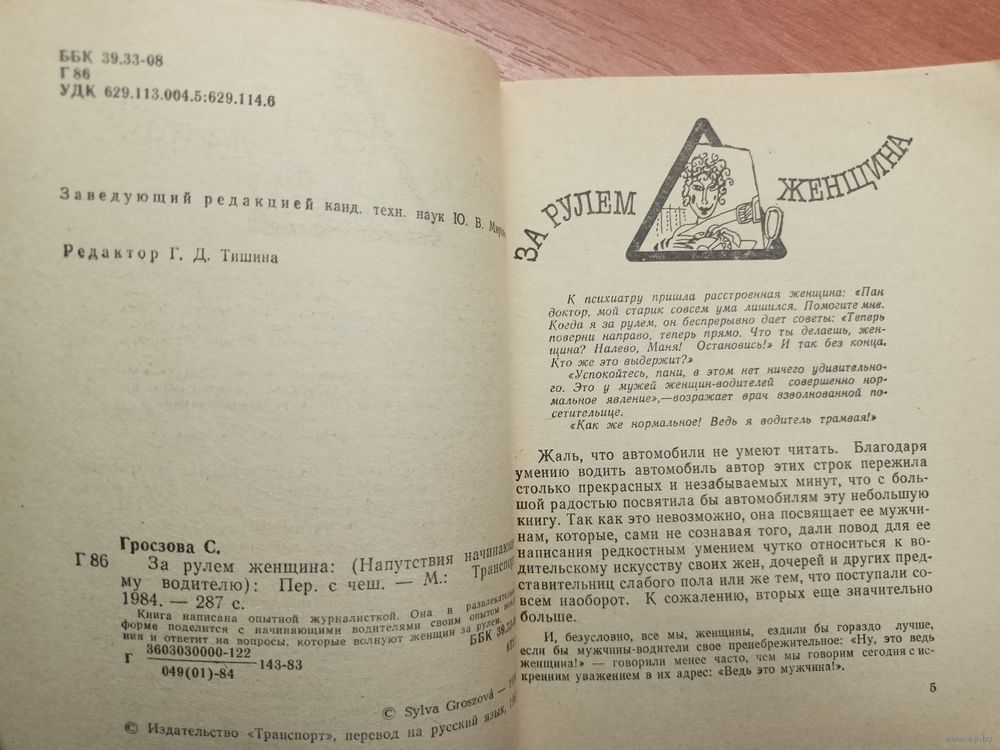 ББК 39.33-08
Г 86
УДК 629.113.004.5:629.114.6
Заведующий редакцией канд. техн. наук Ю. В.
Редактор Г. Д. Тишина
Гросзова С.
Г 86 За рулем женщина: (Напутствия начинающе
му водителю): Пер. с чеш. — М.: Транспорт
1984. — 287 с.
Книга написана опытной журналисткой. Она в развлекательной
форме поделится с начинающими водителями своим опытом
ния и ответит на вопросы, которые волнуют женщин за рулем.
ББК 39.33-0
Г 3603030000-122
049(01)-84 143-83
© Sylva Groszová —
© Издательство «Транспорт», перевод на русский язык,
ЗА РУЛЕМ ЖЕНЩИНА
К психиатру пришла расстроенная женщина: «Пан
доктор, мой старик совсем ума лишился. Помогите мне.
Когда я за рулем, он беспрерывно дает советы: «Теперь
поверни направо, теперь прямо. Что ты делаешь, жен-
щина? Налево, Маня! Остановись!» И так без конца.
Кто же это выдержит?»
«Успокойтесь, пани, в этом нет ничего удивительно-
го. Это у мужей женщин-водителей совершенно нор-
мальное явление»,—возражает врач взволнованной по-
сетительнице.
«Как же нормальное! Ведь я водитель трамвая!»
Жаль, что автомобили не умеют читать. Благодаря
умению водить автомобиль автор этих строк пережила
столько прекрасных и незабываемых минут, что с боль-
шой радостью посвятила бы автомобилям эту небольшую
книгу. Так как это невозможно, она посвящает ее мужчи-
нам, которые, сами не сознавая того, дали повод для ее
написания редкостным умением чутко относиться к во-
дительскому искусству своих жен, дочерей и других пред-
ставительниц слабого пола или же тем, что поступали со-
всем наоборот. К сожалению, вторых еще значительно
больше.
И, безусловно, все мы, женщины, ездили бы гораздо лучше,
если бы мужчины-водители свое пренебрежительное: «Ну, это ведь
женщина!» — говорили менее часто, чем мы говорим сегодня с ис-
кренним уважением в их адрес: «Ведь это мужчина!».
5
www.ay.by